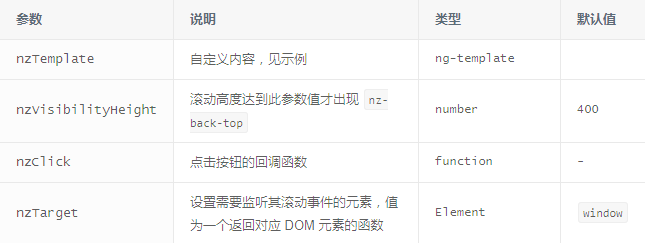 参数 说明 类型 默认值
nzTemplate 自定义内容，见示例 ng-template
nzVisibilityHeight 滚动高度达到此参数值才出现 nz-
back-top number 400
nzClick 点击按钮的回调函数 function -
nzTarget 设置需要监听其滚动事件的元素，值
为一个返回对应 DOM 元素的函数 Element window